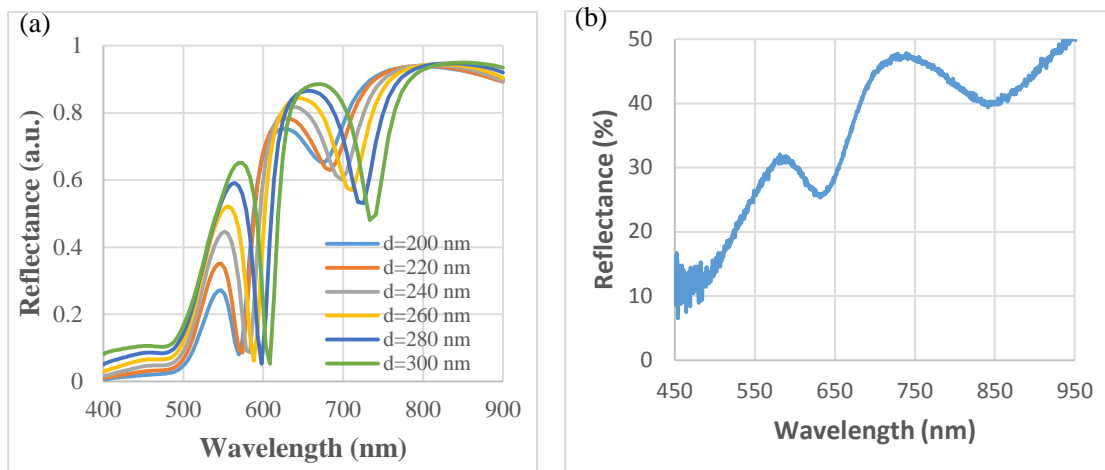 (a)
Reflectance (a.u.)
1
0.8
0.6
0.4
0.2
0
400 500 600 700 800 900
Wavelength (nm)
d=200 nm
d=220 nm
d=240 nm
d=260 nm
d=280 nm
d=300 nm
(b)
Reflectance (%)
50
40
30
20
10
0
450 550 650 750 850 950
Wavelength (nm)